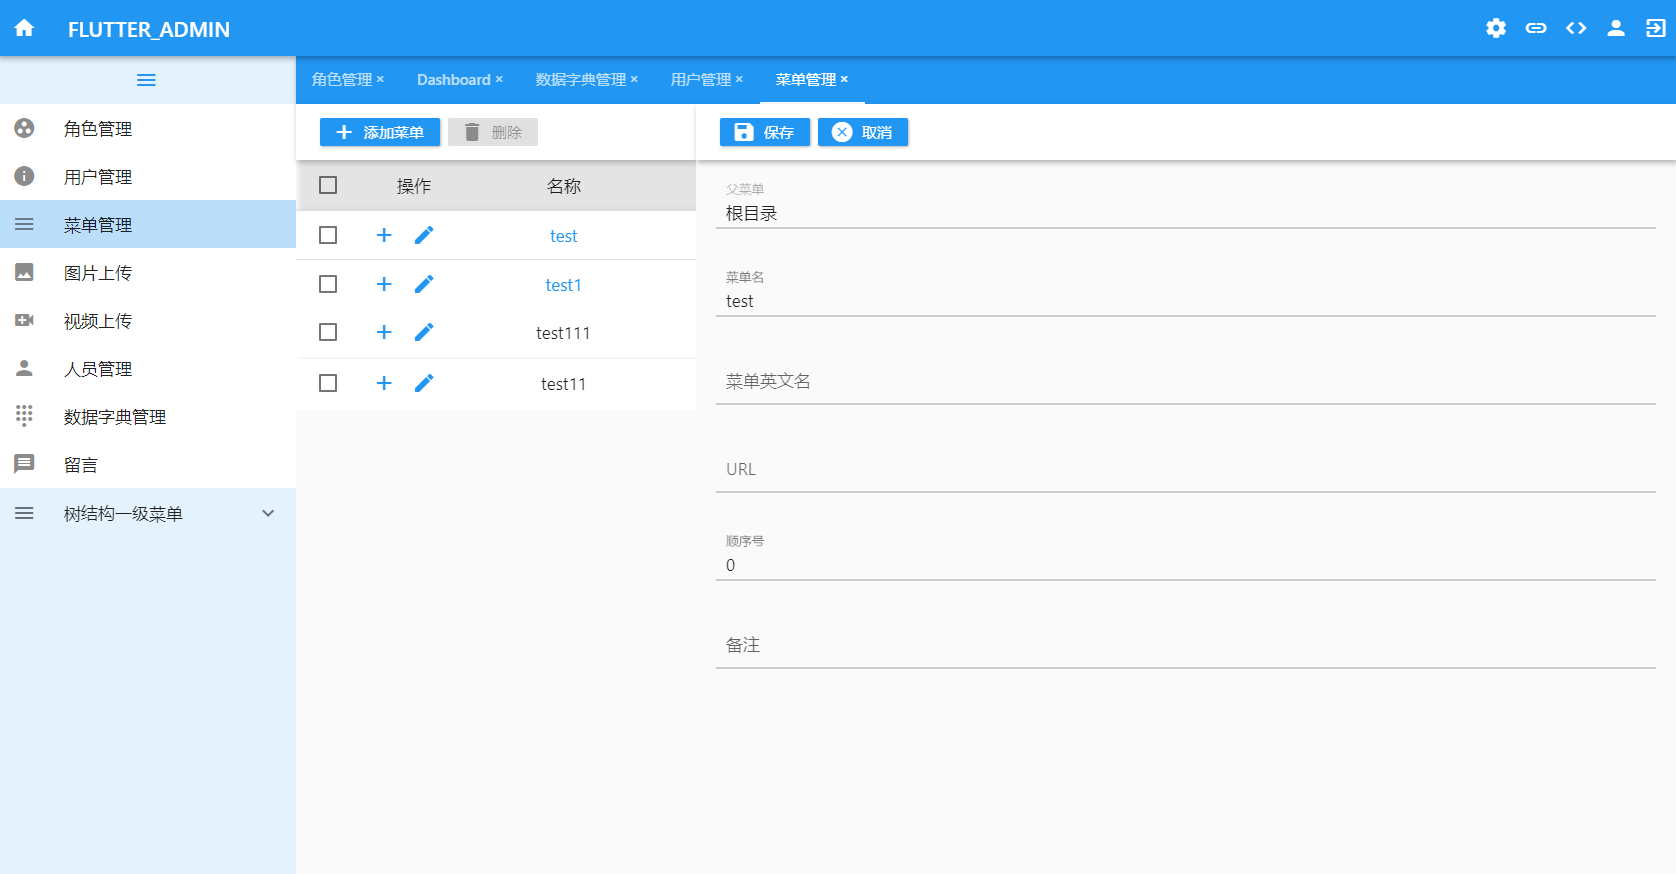 FLUTTER_ADMIN
角色管理 × Dashboard × 数据字典管理 × 用户管理 × 菜单管理 ×
角色管理
用户管理
菜单管理
图片上传
视频上传
人员管理
数据字典管理
留言
树结构一级菜单
添加菜单 删除
操作 名称
test
test1
test111
test11
保存 取消
父菜单
根目录
菜单名
test
菜单英文名
URL
顺序号
0
备注